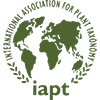 INTERNATIONAL ASSOCIATION FOR PLANT TAXONOMY
iapt